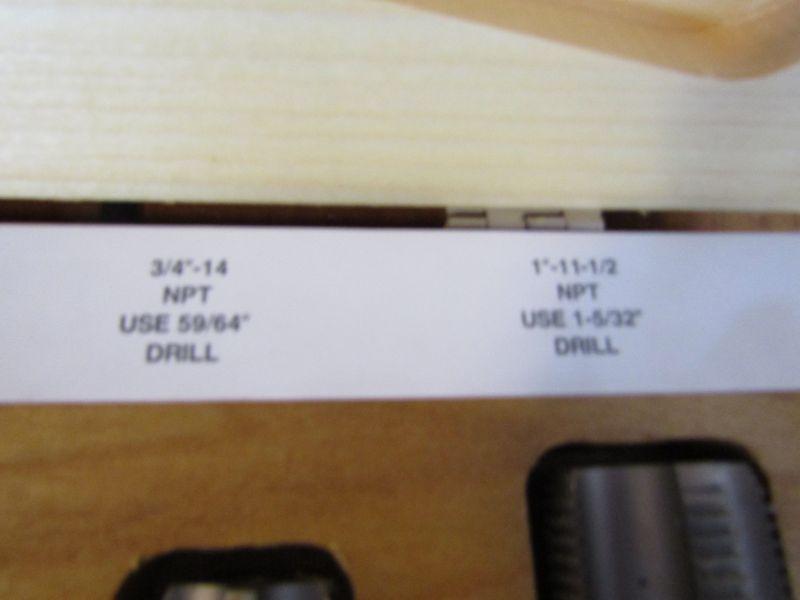 3/4"-14
NPT
USE 59/64"
DRILL
1"-11-1/2
NPT
USE 1-5/32"
DRILL